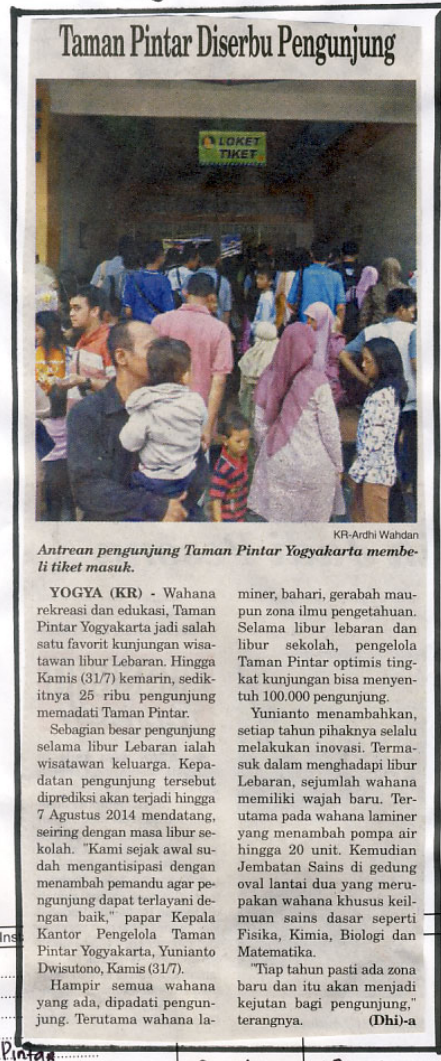 Taman Pintar Diserbu Pengunjung
LOKET
TIKET
KR-Ardhi Wahdan
Antrean pengunjung Taman Pintar Yogyakarta membe-
li tiket masuk.
YOGYA (KR) - Wahana
rekreasi dan edukasi, Taman
Pintar Yogyakarta jadi salah
satu favorit kunjungan wisa-
tawan libur Lebaran. Hingga
Kamis (31/7) kemarin, sedik-
itnya 25 ribu pengunjung
memadati Taman Pintar.
Sebagian besar pengunjung
selama libur Lebaran ialah
wisatawan keluarga. Kepa-
datan pengunjung tersebut
diprediksi akan terjadi hingga
7 Agustus 2014 mendatang,
seiring dengan masa libur se-
kolah. "Kami sejak awal su-
dah mengantisipasi dengan
menambah pemandu agar pe-
ngunjung dapat terlayani de-
ngan baik," papar Kepala
Kantor Pengelola Taman
Pintar Yogyakarta, Yunianto
Dwisutono, Kamis (31/7).
Hampir semua wahana
yang ada, dipadati pengun-
jung. Terutama wahana la-
miner, bahari, gerabah mau-
pun zona ilmu pengetahuan.
Selama libur lebaran dan
libur sekolah, pengelola
Taman Pintar optimis ting-
kat kunjungan bisa menyen-
tuh 100.000 pengunjung.
Yunianto menambahkan,
setiap tahun pihaknya selalu
melakukan inovasi. Terma-
suk dalam menghadapi libur
Lebaran, sejumlah wahana
memiliki wajah baru. Ter-
utama pada wahana laminer
yang menambah pompa air
hingga 20 unit. Kemudian
Jembatan Sains di gedung
oval lantai dua yang meru-
pakan wahana khusus keil-
muan sains dasar seperti
Fisika, Kimia, Biologi dan
Matematika.
"Tiap tahun pasti ada zona
baru dan itu akan menjadi
kejutan bagi pengunjung,"
terangnya. (Dhi)-a
Inst
Pintar